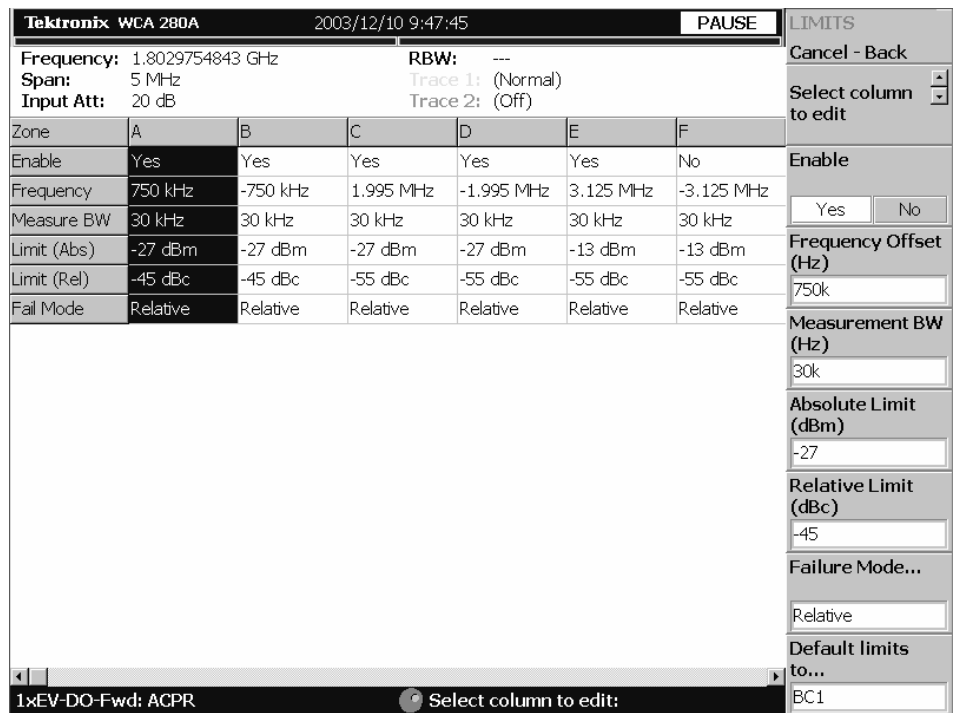 Tektronix WCA 280A 2003/12/10 9:47:45 PAUSE
Frequency: 1.8029754843 GHz RBW: ---
Span: 5 MHz Trace 1: (Normal)
Input Att: 20 dB Trace 2: (Off)
Zone A B C D E F
Enable Yes Yes Yes Yes Yes No
Frequency 750 kHz -750 kHz 1.995 MHz -1.995 MHz 3.125 MHz -3.125 MHz
Measure BW 30 kHz 30 kHz 30 kHz 30 kHz 30 kHz 30 kHz
Limit (Abs) -27 dBm -27 dBm -27 dBm -27 dBm -13 dBm -13 dBm
Limit (Rel) -45 dBc -45 dBc -55 dBc -55 dBc -55 dBc -55 dBc
Fail Mode Relative Relative Relative Relative Relative Relative
1xEV-DO-Fwd: ACPR Select column to edit:
LIMITS
Cancel - Back
Select column
to edit
Enable
Yes No
Frequency Offset
(Hz)
750k
Measurement BW
(Hz)
30k
Absolute Limit
(dBm)
-27
Relative Limit
(dBc)
-45
Failure Mode...
Relative
Default limits
to...
BC1